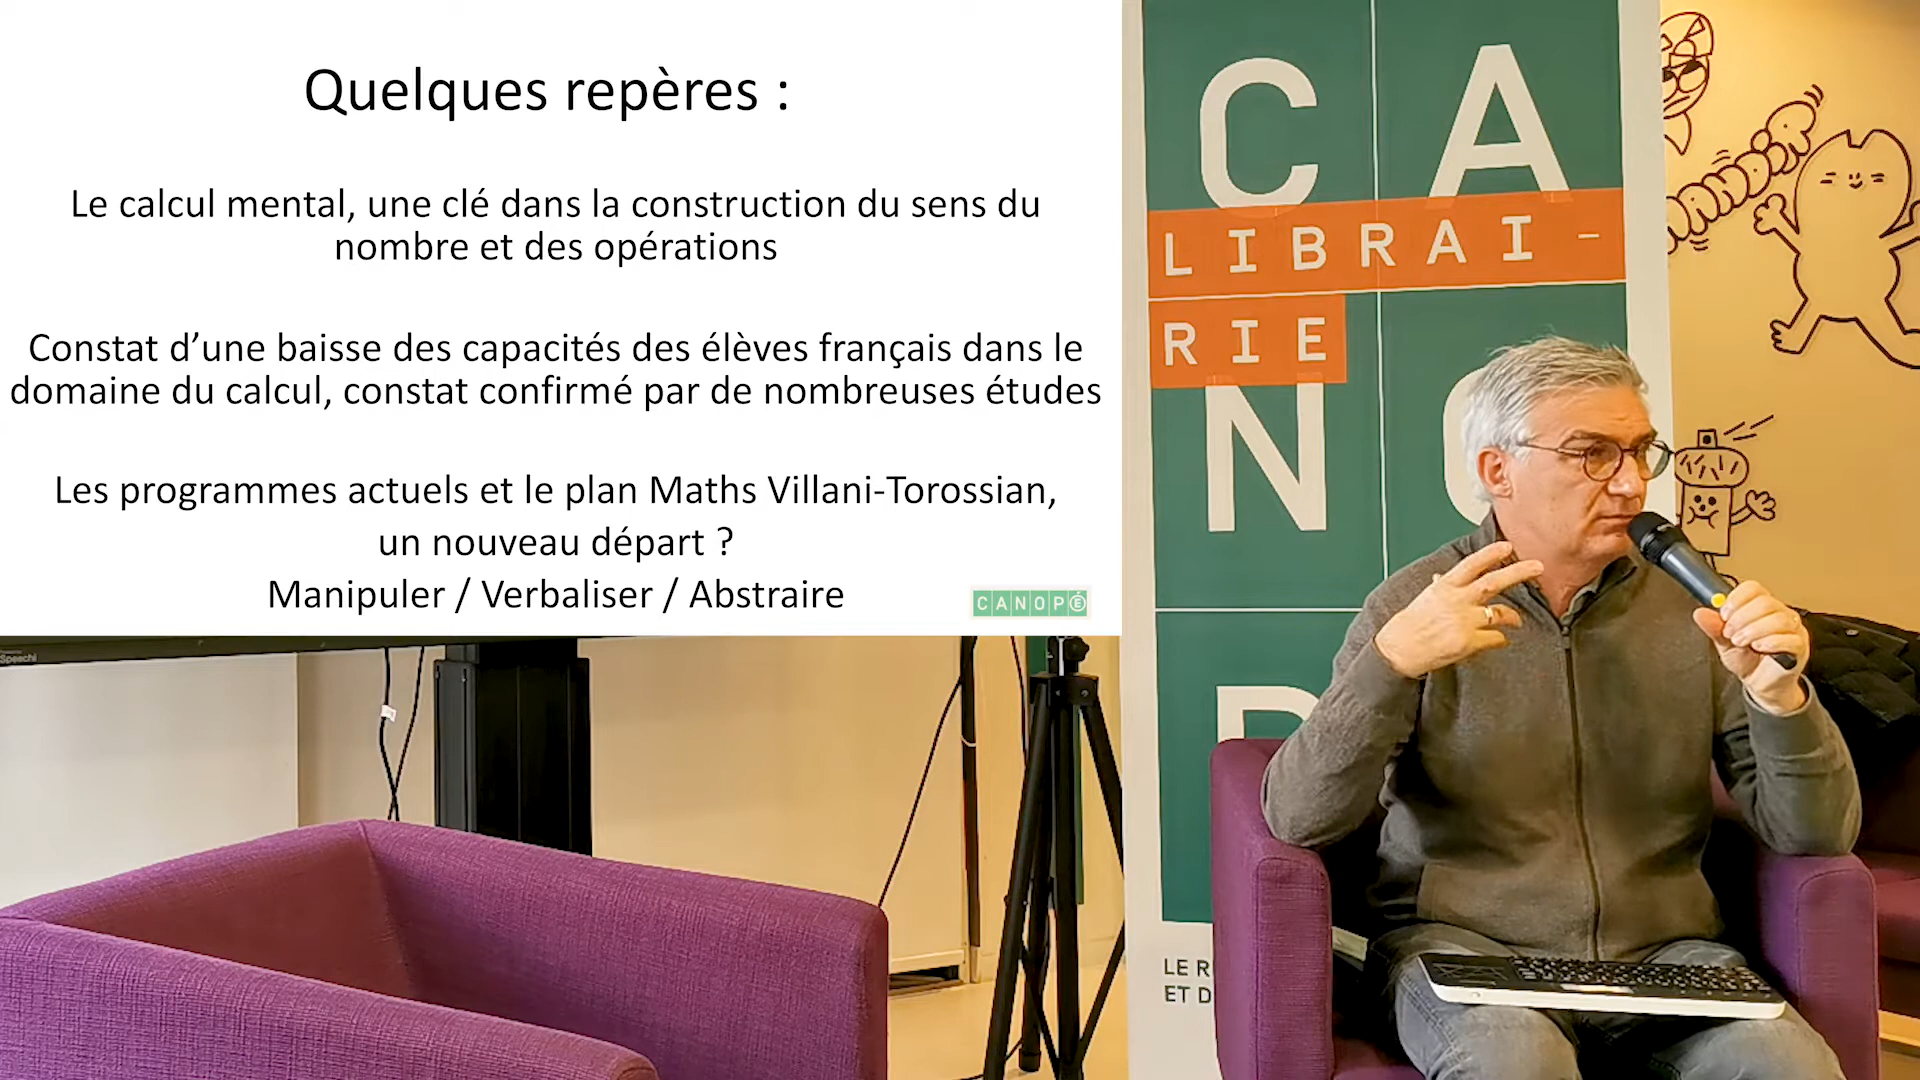 Quelques repères :
Le calcul mental, une clé dans la construction du sens du
nombre et des opérations
Constat d’une baisse des capacités des élèves français dans le
domaine du calcul, constat confirmé par de nombreuses études
Les programmes actuels et le plan Maths Villani-Torossian,
un nouveau départ ?
Manipuler / Verbaliser / Abstraire
CANOPÉ
Speechi
CA
LIBRAI-
RIE
NO
LE R
ET D